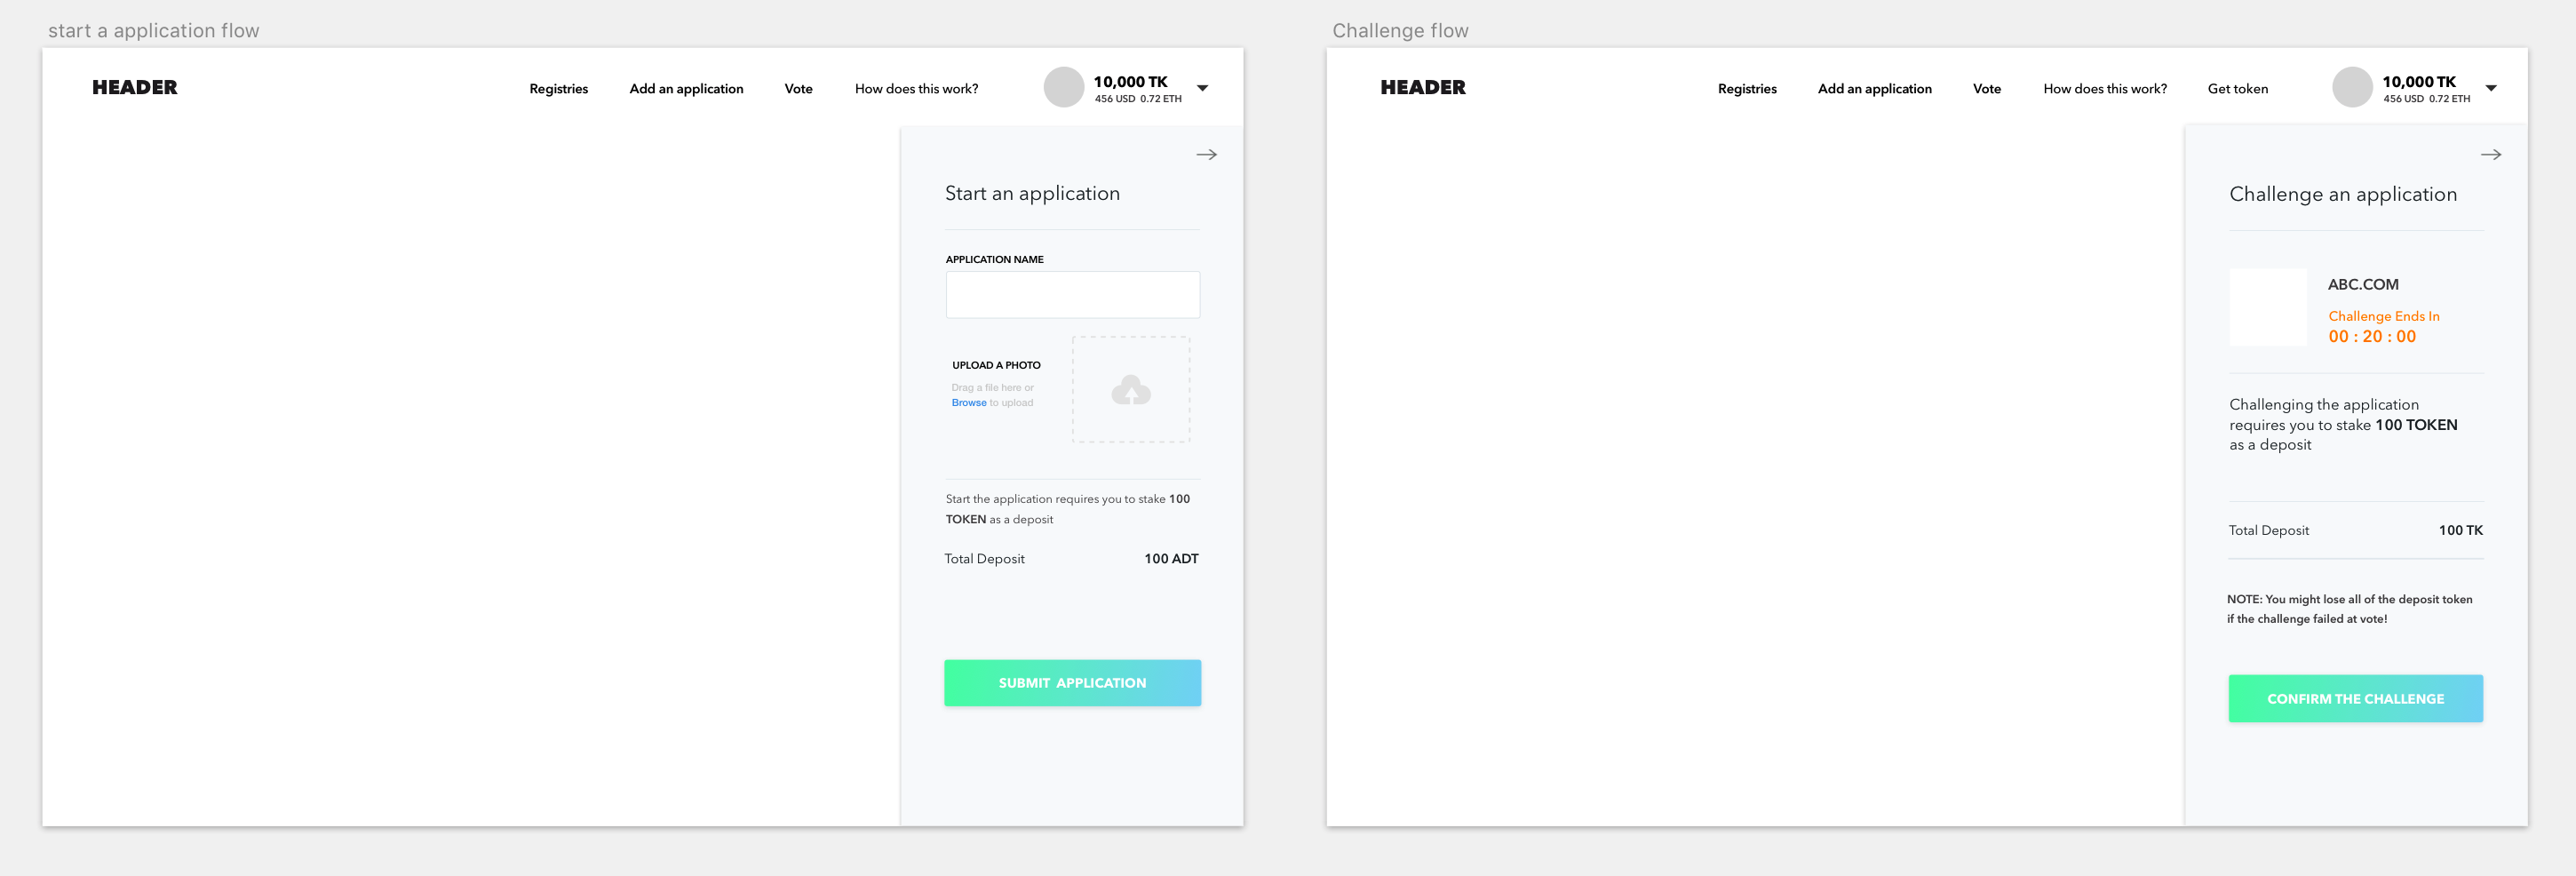 start a application flow
HEADER
Registries
Add an application
Vote
How does this work?
10,000 TK
456 USD 0.72 ETH
Start an application
APPLICATION NAME
UPLOAD A PHOTO
Drag a file here or
Browse to upload
Start the application requires you to stake 100
TOKEN as a deposit
Total Deposit
100 ADT
SUBMIT APPLICATION
Challenge flow
HEADER
Registries
Add an application
Vote
How does this work?
Get token
10,000 TK
456 USD 0.72 ETH
Challenge an application
ABC.COM
Challenge Ends In
00 : 20 : 00
Challenging the application
requires you to stake 100 TOKEN
as a deposit
Total Deposit
100 TK
NOTE: You might lose all of the deposit token
if the challenge failed at vote!
CONFIRM THE CHALLENGE